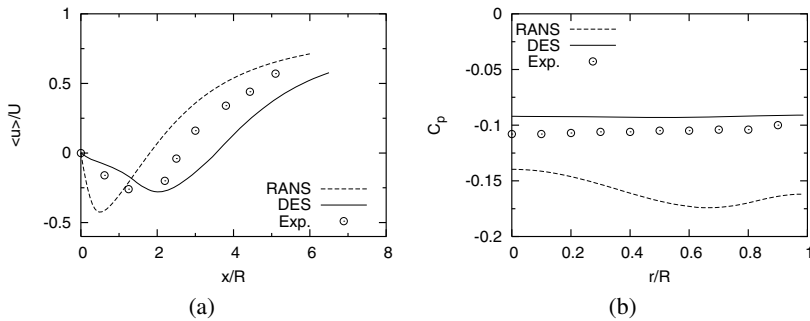 1
0.5
0
-0.5
<u>/U
0 2 4 6 8
x/R
RANS
DES
Exp.
(a)
0
-0.05
-0.1
-0.15
-0.2
C_p
0 0.2 0.4 0.6 0.8 1
r/R
RANS
DES
Exp.
(b)